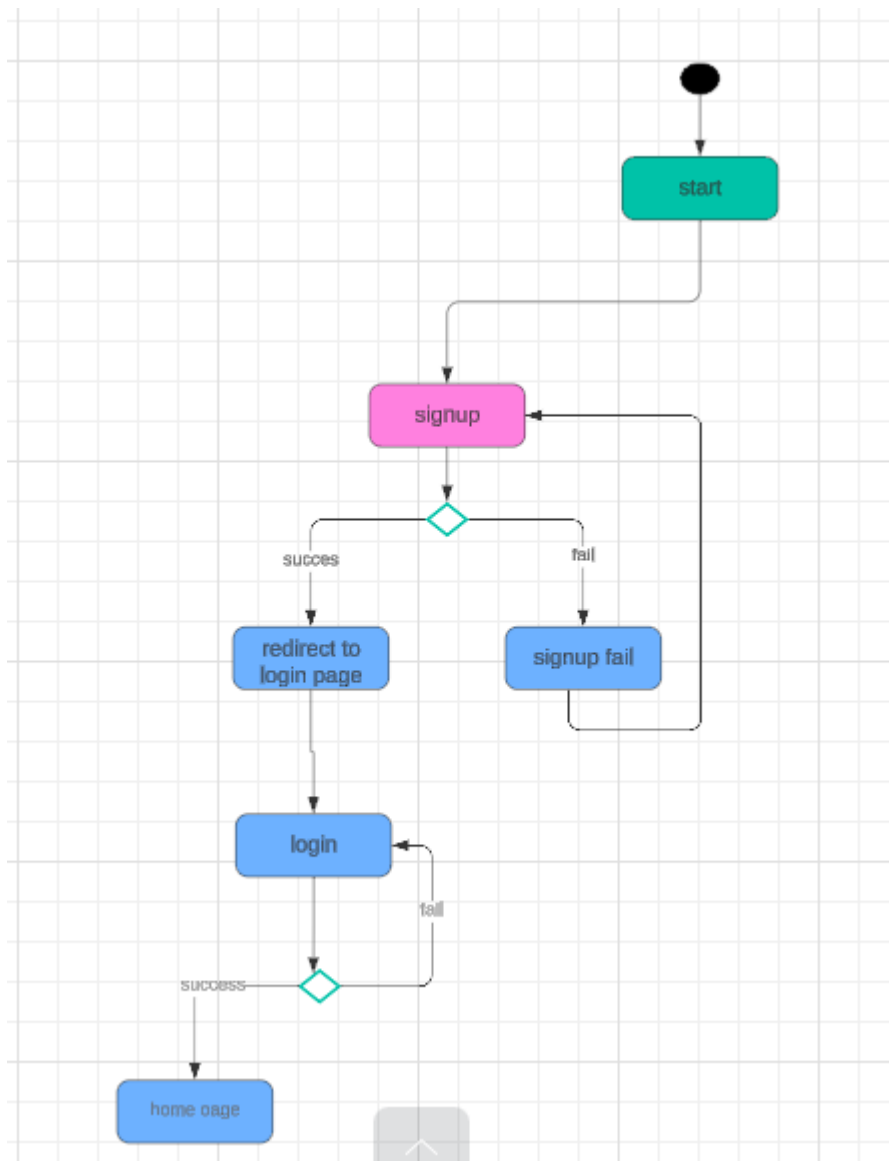 start
signup
succes
fail
redirect to
login page
signup fail
login
fail
success
home oage